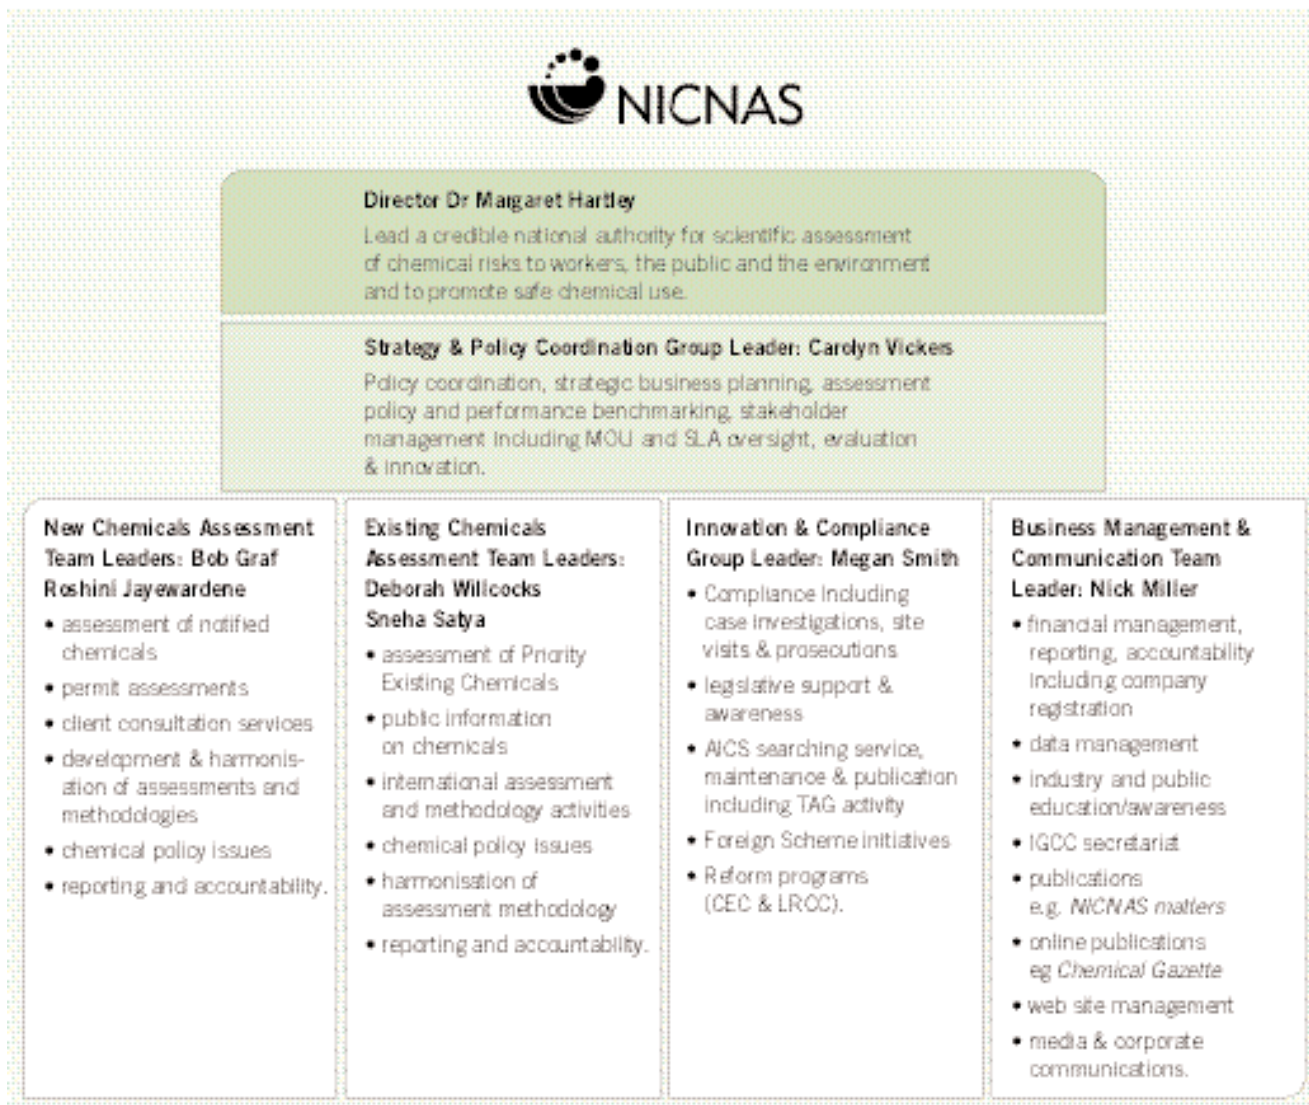 NICNAS
Director Dr Margaret Hartley
Lead a credible national authority for scientific assessment
of chemical risks to workers, the public and the environment
and to promote safe chemical use.
Strategy & Policy Coordination Group Leader: Carolyn Vickers
Policy coordination, strategic business planning, assessment
policy and performance benchmarking, stakeholder
management including MOU and SLA oversight, evaluation
& innovation.
New Chemicals Assessment
Team Leaders: Bob Graf
Roshini Jayewardene
• assessment of notified
chemicals
• permit assessments
• client consultation services
• development & harmonis-
ation of assessments and
methodologies
• chemical policy issues
• reporting and accountability.
Existing Chemicals
Assessment Team Leaders:
Deborah Willcocks
Sneha Satya
• assessment of Priority
Existing Chemicals
• public information
on chemicals
• international assessment
and methodology activities
• chemical policy issues
• harmonisation of
assessment methodology
• reporting and accountability.
Innovation & Compliance
Group Leader: Megan Smith
• Compliance including
case investigations, site
visits & prosecutions
• legislative support &
awareness
• AICS searching service,
maintenance & publication
including TAG activity
• Foreign Scheme initiatives
• Reform programs
(CEC & LRCC).
Business Management &
Communication Team
Leader: Nick Miller
• financial management,
reporting, accountability
including company
registration
• data management
• industry and public
education/awareness
• IGCC secretariat
• publications
e.g. NICNAS matters
• online publications
eg Chemical Gazette
• web site management
• media & corporate
communications.